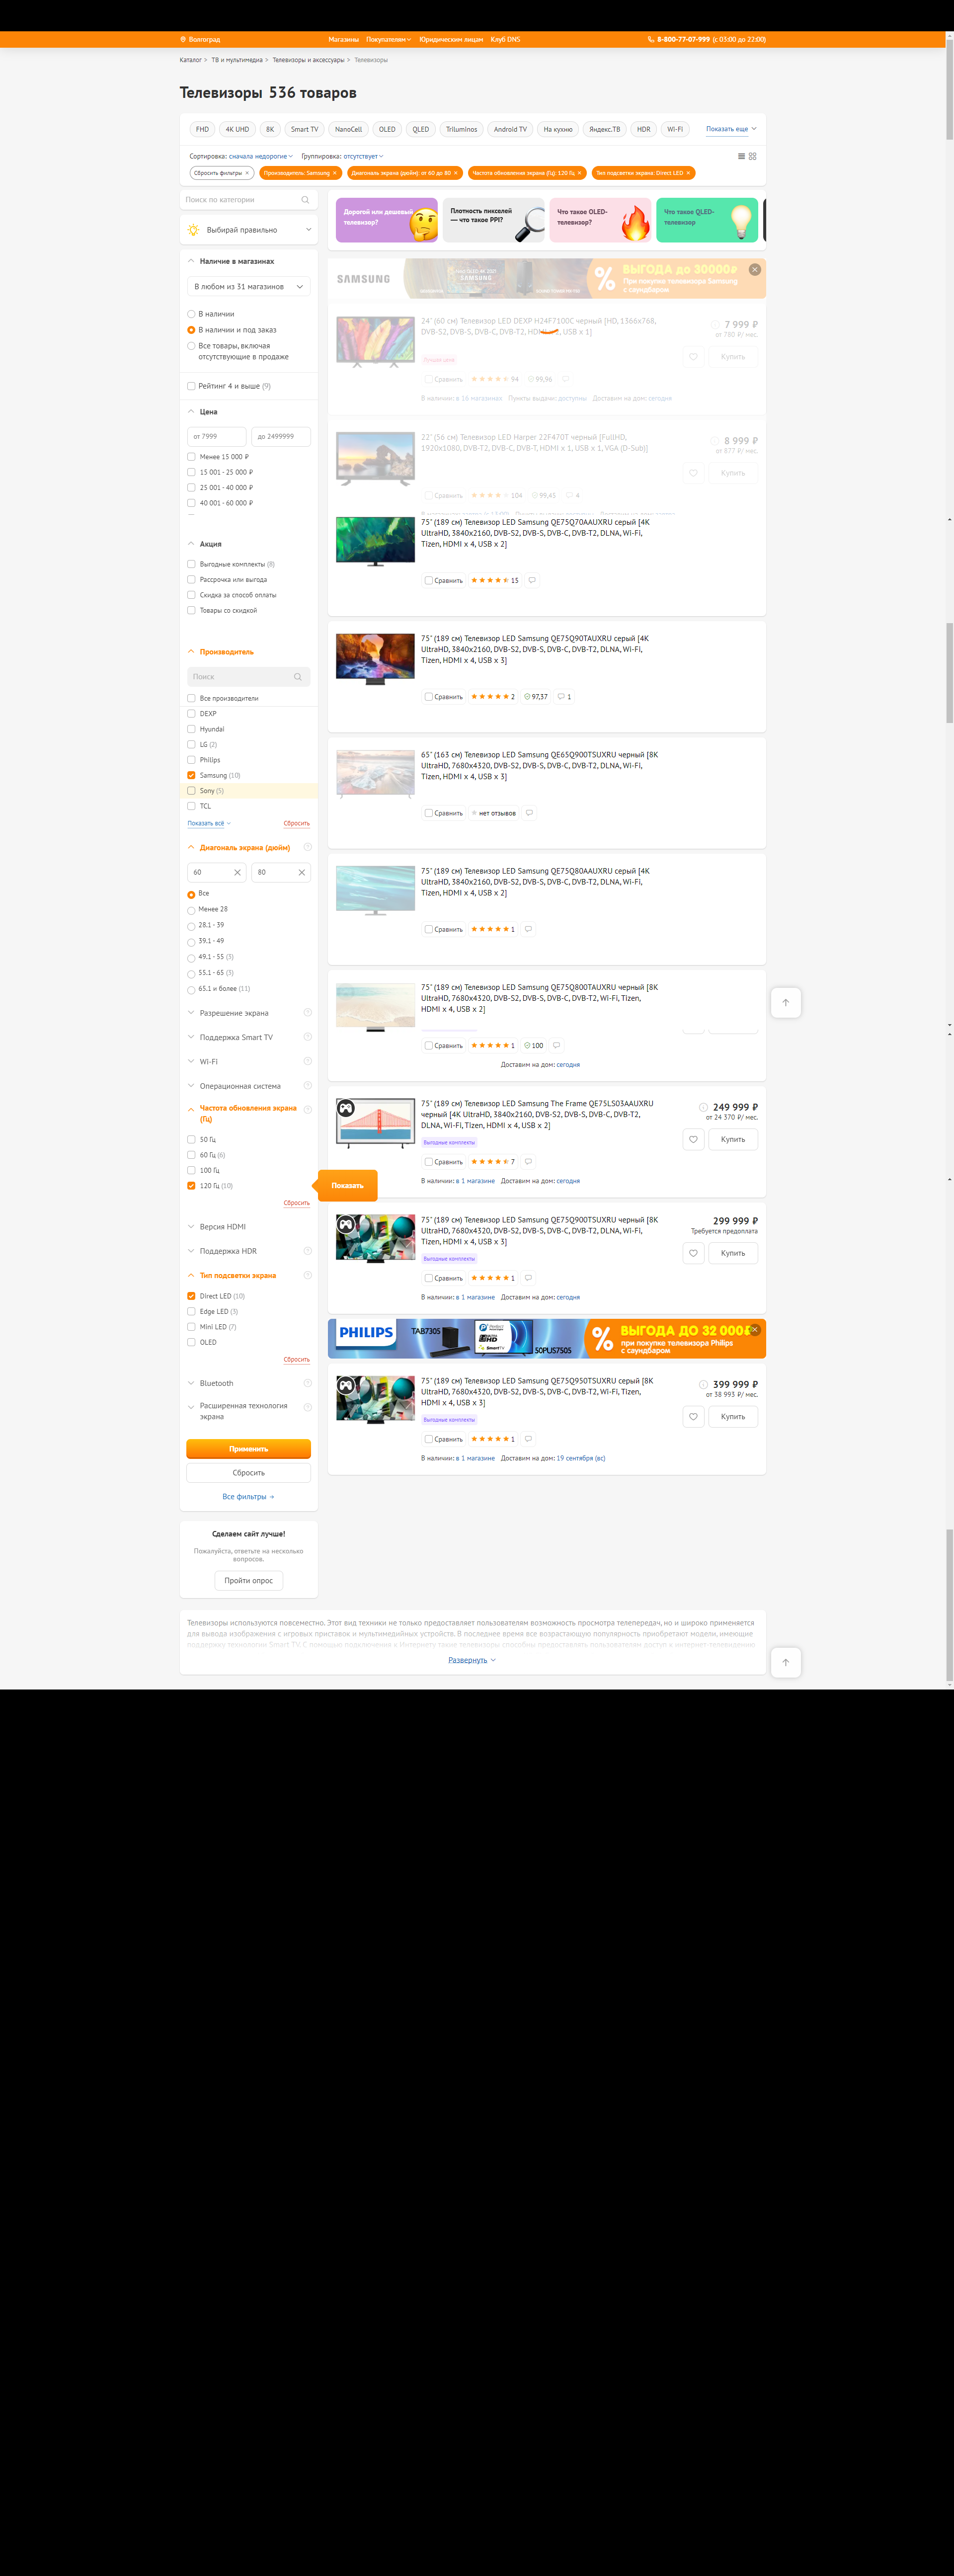 Волгоград
Магазины Покупателям Юридическим лицам Клуб DNS
8-800-77-07-999 (с 03:00 до 22:00)
Каталог > ТВ и мультимедиа > Телевизоры и аксессуары > Телевизоры
Телевизоры 536 товаров
FHD 4K UHD 8K Smart TV NanoCell OLED QLED Triluminos Android TV На кухню Яндекс.ТВ HDR WI-FI Показать еще
Сортировка: сначала недорогие Группировка: отсутствует
Сбросить фильтры × Производитель: Samsung × Диагональ экрана (дюйм): от 60 до 80 × Частота обновления экрана (Гц): 120 Гц × Тип подсветки экрана: Direct LED ×
Поиск по категории
Выбирай правильно
Наличие в магазинах
В любом из 31 магазинов
В наличии
В наличии и под заказ
Все товары, включая
отсутствующие в продаже
Рейтинг 4 и выше (9)
Цена
от 7999 до 2499999
Менее 15 000 ₽
15 001 - 25 000 ₽
25 001 - 40 000 ₽
40 001 - 60 000 ₽
Акция
Выгодные комплекты (8)
Рассрочка или выгода
Скидка за способ оплаты
Товары со скидкой
Производитель
Поиск
Все производители
DEXP
Hyundai
LG (2)
Philips
Samsung (10)
Sony (5)
TCL
Показать всё Сбросить
Диагональ экрана (дюйм)
60 80
Все
Менее 28
28.1 - 39
39.1 - 49
49.1 - 55 (3)
55.1 - 65 (3)
65.1 и более (11)
Разрешение экрана
Поддержка Smart TV
Wi-Fi
Операционная система
Частота обновления экрана
(Гц)
50 Гц
60 Гц (6)
100 Гц
120 Гц (10)
Сбросить
Показать
Версия HDMI
Поддержка HDR
Тип подсветки экрана
Direct LED (10)
Edge LED (3)
Mini LED (7)
OLED
Сбросить
Bluetooth
Расширенная технология
экрана
Применить
Сбросить
Все фильтры
Сделаем сайт лучше!
Пожалуйста, ответьте на несколько
вопросов.
Пройти опрос
Дорогой или дешевый
телевизор?
Плотность пикселей
— что такое PPI?
Что такое OLED-
телевизор?
Что такое QLED-
телевизор
SAMSUNG
SAMSUNG
% ВЫГОДА до 30000₽
При покупке телевизора Samsung
с саундбаром
24" (60 см) Телевизор LED DEXP H24F7100C черный [HD, 1366x768,
DVB-S2, DVB-S, DVB-C, DVB-T2, USB x 1]
7 999 ₽
от 780 ₽/ мес.
Лучшая цена
Купить
Сравнить 94 99,96
В наличии: в 16 магазинах Пункты выдачи: доступны Доставим на дом: сегодня
22" (56 см) Телевизор LED Harper 22F470T черный [FullHD,
1920x1080, DVB-T2, DVB-C, DVB-T, HDMI x 1, USB x 1, VGA (D-Sub)]
8 999 ₽
от 877 ₽/ мес.
Купить
Сравнить 104 99,43 4
75" (189 см) Телевизор LED Samsung QE75Q70AAUXRU серый [4K
UltraHD, 3840x2160, DVB-S2, DVB-S, DVB-C, DVB-T2, DLNA, Wi-Fi,
Tizen, HDMI x 4, USB x 2]
Сравнить 15
75" (189 см) Телевизор LED Samsung QE75Q90TAUXRU серый [4K
UltraHD, 3840x2160, DVB-S2, DVB-S, DVB-C, DVB-T2, DLNA, Wi-Fi,
Tizen, HDMI x 4, USB x 3]
Сравнить 2 97,37 1
65" (163 см) Телевизор LED Samsung QE65Q900TSUXRU черный [8K
UltraHD, 7680x4320, DVB-S2, DVB-S, DVB-C, DVB-T2, DLNA, Wi-Fi,
Tizen, HDMI x 4, USB x 3]
Сравнить нет отзывов
75" (189 см) Телевизор LED Samsung QE75Q80AAUXRU серый [4K
UltraHD, 3840x2160, DVB-S2, DVB-S, DVB-C, DVB-T2, DLNA, Wi-Fi,
Tizen, HDMI x 4, USB x 2]
Сравнить 1
75" (189 см) Телевизор LED Samsung QE75Q800TAUXRU черный [8K
UltraHD, 7680x4320, DVB-S2, DVB-S, DVB-C, DVB-T2, Wi-Fi, Tizen,
HDMI x 4, USB x 2]
Сравнить 1 100
Доставим на дом: сегодня
75" (189 см) Телевизор LED Samsung The Frame QE75LS03AAUXRU
черный [4K UltraHD, 3840x2160, DVB-S2, DVB-S, DVB-C, DVB-T2,
DLNA, Wi-Fi, Tizen, HDMI x 4, USB x 2]
249 999 ₽
от 24 370 ₽/ мес.
Выгодные комплекты
Купить
Сравнить 7
В наличии: в 1 магазине Доставим на дом: сегодня
75" (189 см) Телевизор LED Samsung QE75Q900TSUXRU черный [8K
UltraHD, 7680x4320, DVB-S2, DVB-S, DVB-C, DVB-T2, DLNA, Wi-Fi,
Tizen, HDMI x 4, USB x 3]
299 999 ₽
Требуется предоплата
Выгодные комплекты
Купить
Сравнить 1
В наличии: в 1 магазине Доставим на дом: сегодня
PHILIPS TAB7305 50PUS7505
% ВЫГОДА ДО 32 000₽
при покупке телевизора Philips
с саундбаром
75" (189 см) Телевизор LED Samsung QE75Q950TSUXRU серый [8K
UltraHD, 7680x4320, DVB-S2, DVB-S, DVB-C, DVB-T2, Wi-Fi, Tizen,
HDMI x 4, USB x 3]
399 999 ₽
от 38 993 ₽/ мес.
Выгодные комплекты
Купить
Сравнить 1
В наличии: в 1 магазине Доставим на дом: 19 сентября (вс)
Телевизоры используются повсеместно. Этот вид техники не только предоставляет пользователям возможность просмотра телепередач, но и широко применяется
для вывода изображения с игровых приставок и мультимедийных устройств. В последнее время все возрастающую популярность приобретают модели, имеющие
поддержку технологии Smart TV. С помощью подключения к Интернету такие телевизоры способны предоставлять пользователям доступ к интернет-телевидению
Развернуть